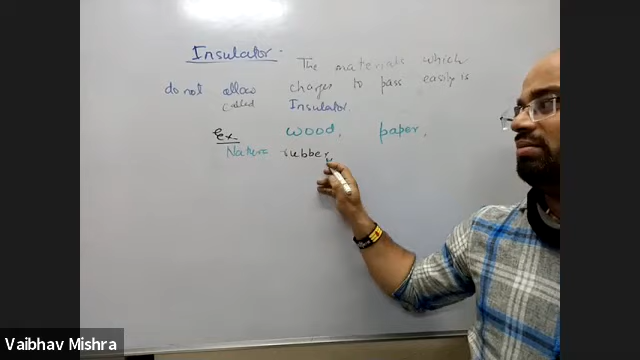 Insulator. The materials which
do not allow charges to pass easily is
called Insulator.
Ex wood, paper,
Natura rubber,
Vaibhav Mishra